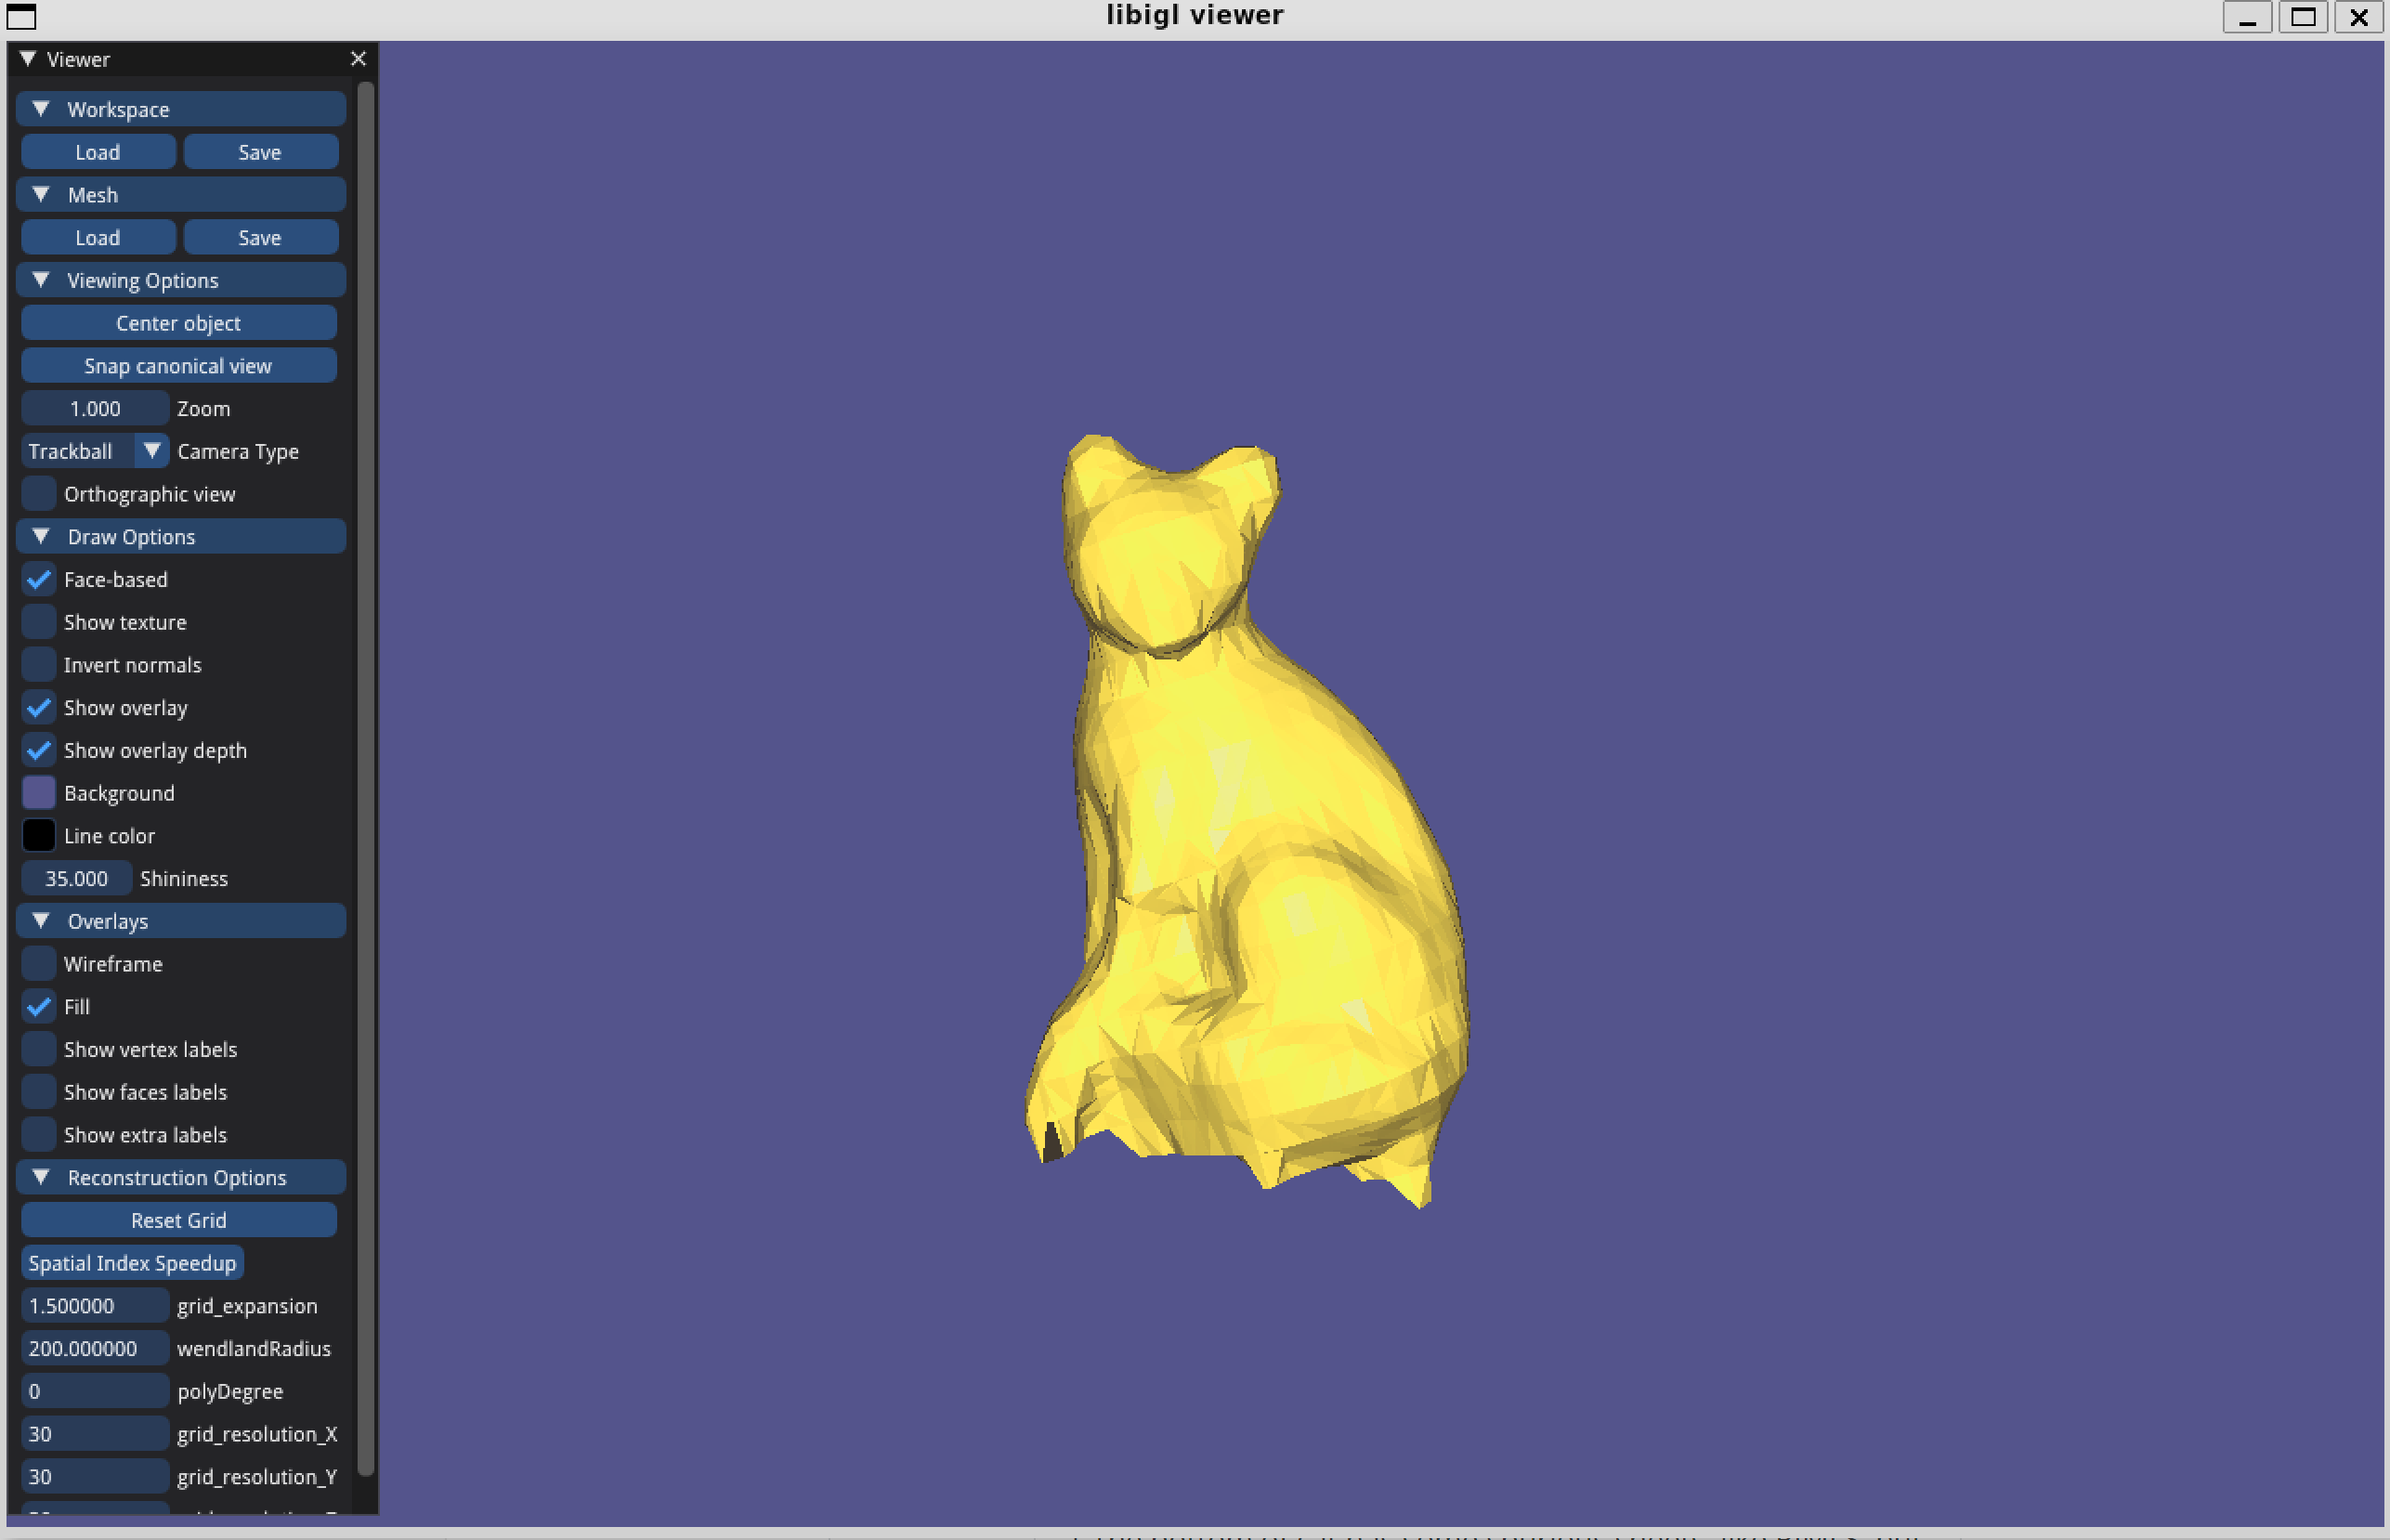 libigl viewer
Viewer
Workspace
Load Save
Mesh
Load Save
Viewing Options
Center object
Snap canonical view
1.000 Zoom
Trackball Camera Type
Orthographic view
Draw Options
Face-based
Show texture
Invert normals
Show overlay
Show overlay depth
Background
Line color
35.000 Shininess
Overlays
Wireframe
Fill
Show vertex labels
Show faces labels
Show extra labels
Reconstruction Options
Reset Grid
Spatial Index Speedup
1.500000 grid_expansion
200.000000 wendlandRadius
0 polyDegree
30 grid_resolution_X
30 grid_resolution_Y